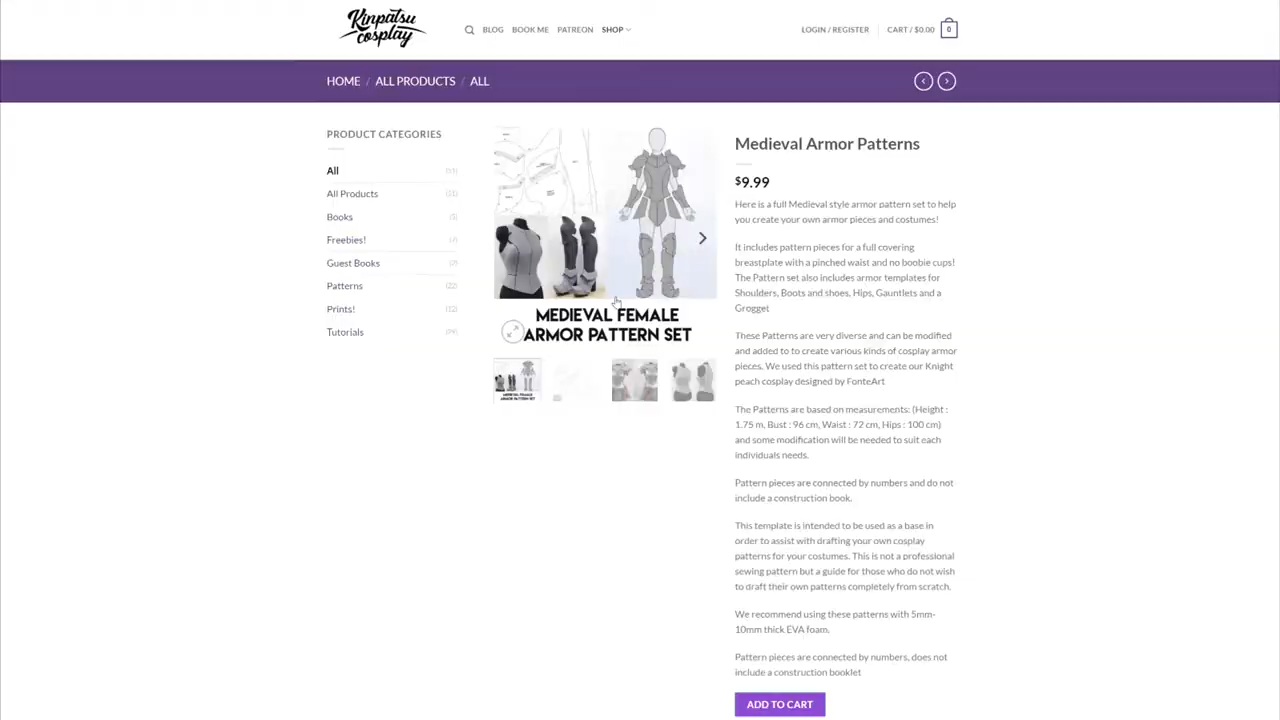 Kinpatsu
cosplay
BLOG BOOK ME PATREON SHOP
LOGIN / REGISTER CART / $0.00 0
HOME / ALL PRODUCTS / ALL
PRODUCT CATEGORIES
All (11)
All Products
Books
Freebies!
Guest Books
Patterns (22)
Prints! (12)
Tutorials
MEDIEVAL FEMALE
ARMOR PATTERN SET
MEDIEVAL FEMALE
ARMOR PATTERN SET
Medieval Armor Patterns
$9.99
Here is a full Medieval style armor pattern set to help
you create your own armor pieces and costumes!
It includes pattern pieces for a full covering
breastplate with a pinched waist and no boobie cups!
The Pattern set also includes armor templates for
Shoulders, Boots and shoes, Hips, Gauntlets and a
Grogget
These Patterns are very diverse and can be modified
and added to to create various kinds of cosplay armor
pieces. We used this pattern set to create our Knight
peach cosplay designed by FonteArt
The Patterns are based on measurements: (Height :
1.75 m, Bust : 96 cm, Waist : 72 cm, Hips : 100 cm)
and some modification will be needed to suit each
individuals needs.
Pattern pieces are connected by numbers and do not
include a construction book.
This template is intended to be used as a base in
order to assist with drafting your own cosplay
patterns for your costumes. This is not a professional
sewing pattern but a guide for those who do not wish
to draft their own patterns completely from scratch.
We recommend using these patterns with 5mm-
10mm thick EVA foam.
Pattern pieces are connected by numbers, does not
include a construction booklet
ADD TO CART